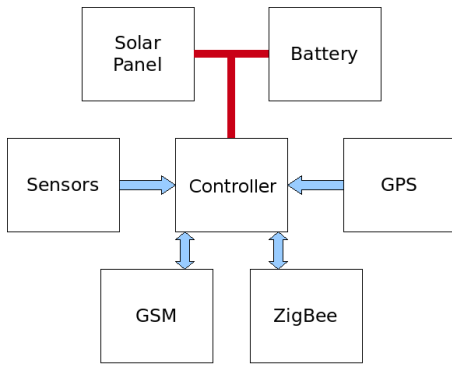 Solar
Panel
Battery
Sensors
Controller
GPS
GSM
ZigBee